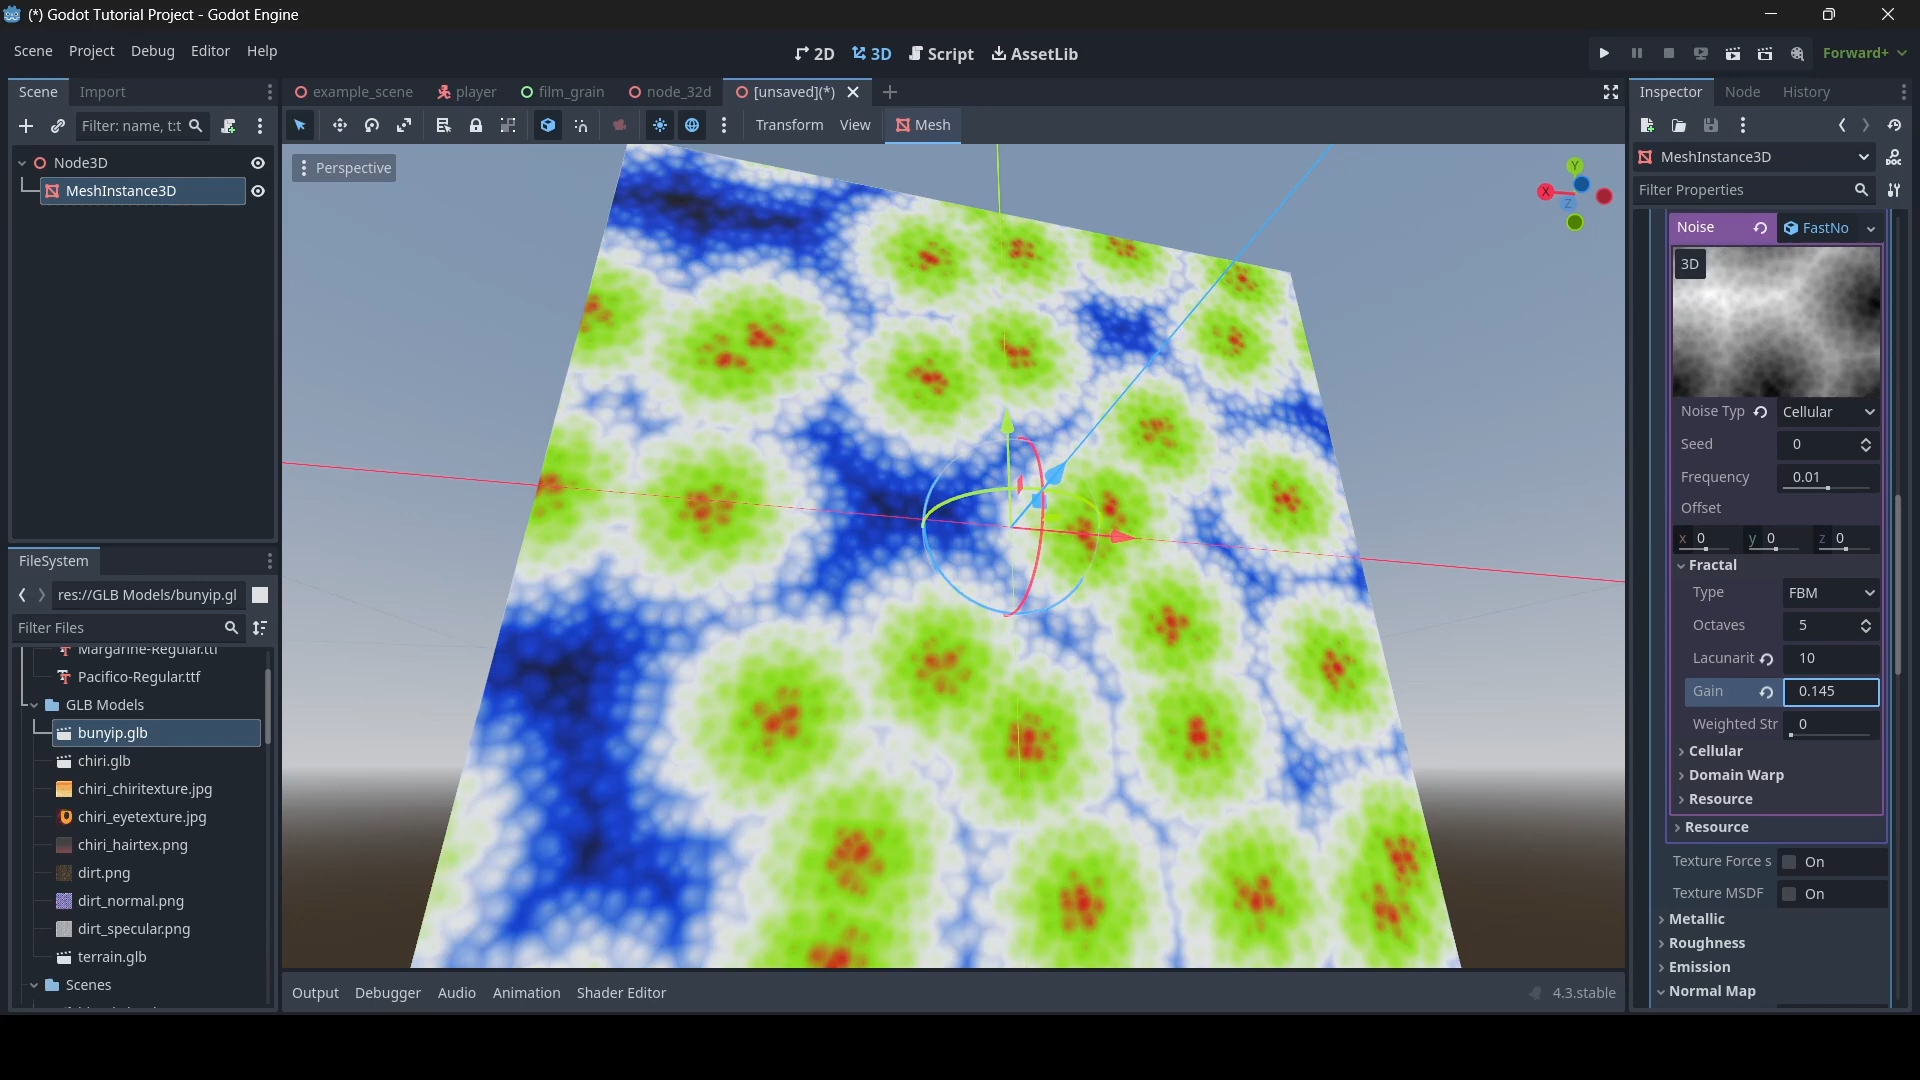 (*) Godot Tutorial Project - Godot Engine
Scene Project Debug Editor Help
2D 3D Script AssetLib
Forward+
Scene Import
Filter: name, t:t
Node3D
MeshInstance3D
FileSystem
res://GLB Models/bunyip.gl
Filter Files
Margarine-Regular.ttf
Pacifico-Regular.ttf
GLB Models
bunyip.glb
chiri.glb
chiri_chiritexture.jpg
chiri_eyetexture.jpg
chiri_hairtex.png
dirt.png
dirt_normal.png
dirt_specular.png
terrain.glb
Scenes
example_scene player film_grain node_32d [unsaved](*)
Transform View Mesh
Perspective
Y
X
Z
Output Debugger Audio Animation Shader Editor
4.3.stable
Inspector Node History
MeshInstance3D
Filter Properties
Noise FastNo
3D
Noise Typ Cellular
Seed 0
Frequency 0.01
Offset
x 0 y 0 z 0
Fractal
Type FBM
Octaves 5
Lacunarit 10
Gain 0.145
Weighted Str 0
Cellular
Domain Warp
Resource
Resource
Texture Force s On
Texture MSDF On
Metallic
Roughness
Emission
Normal Map